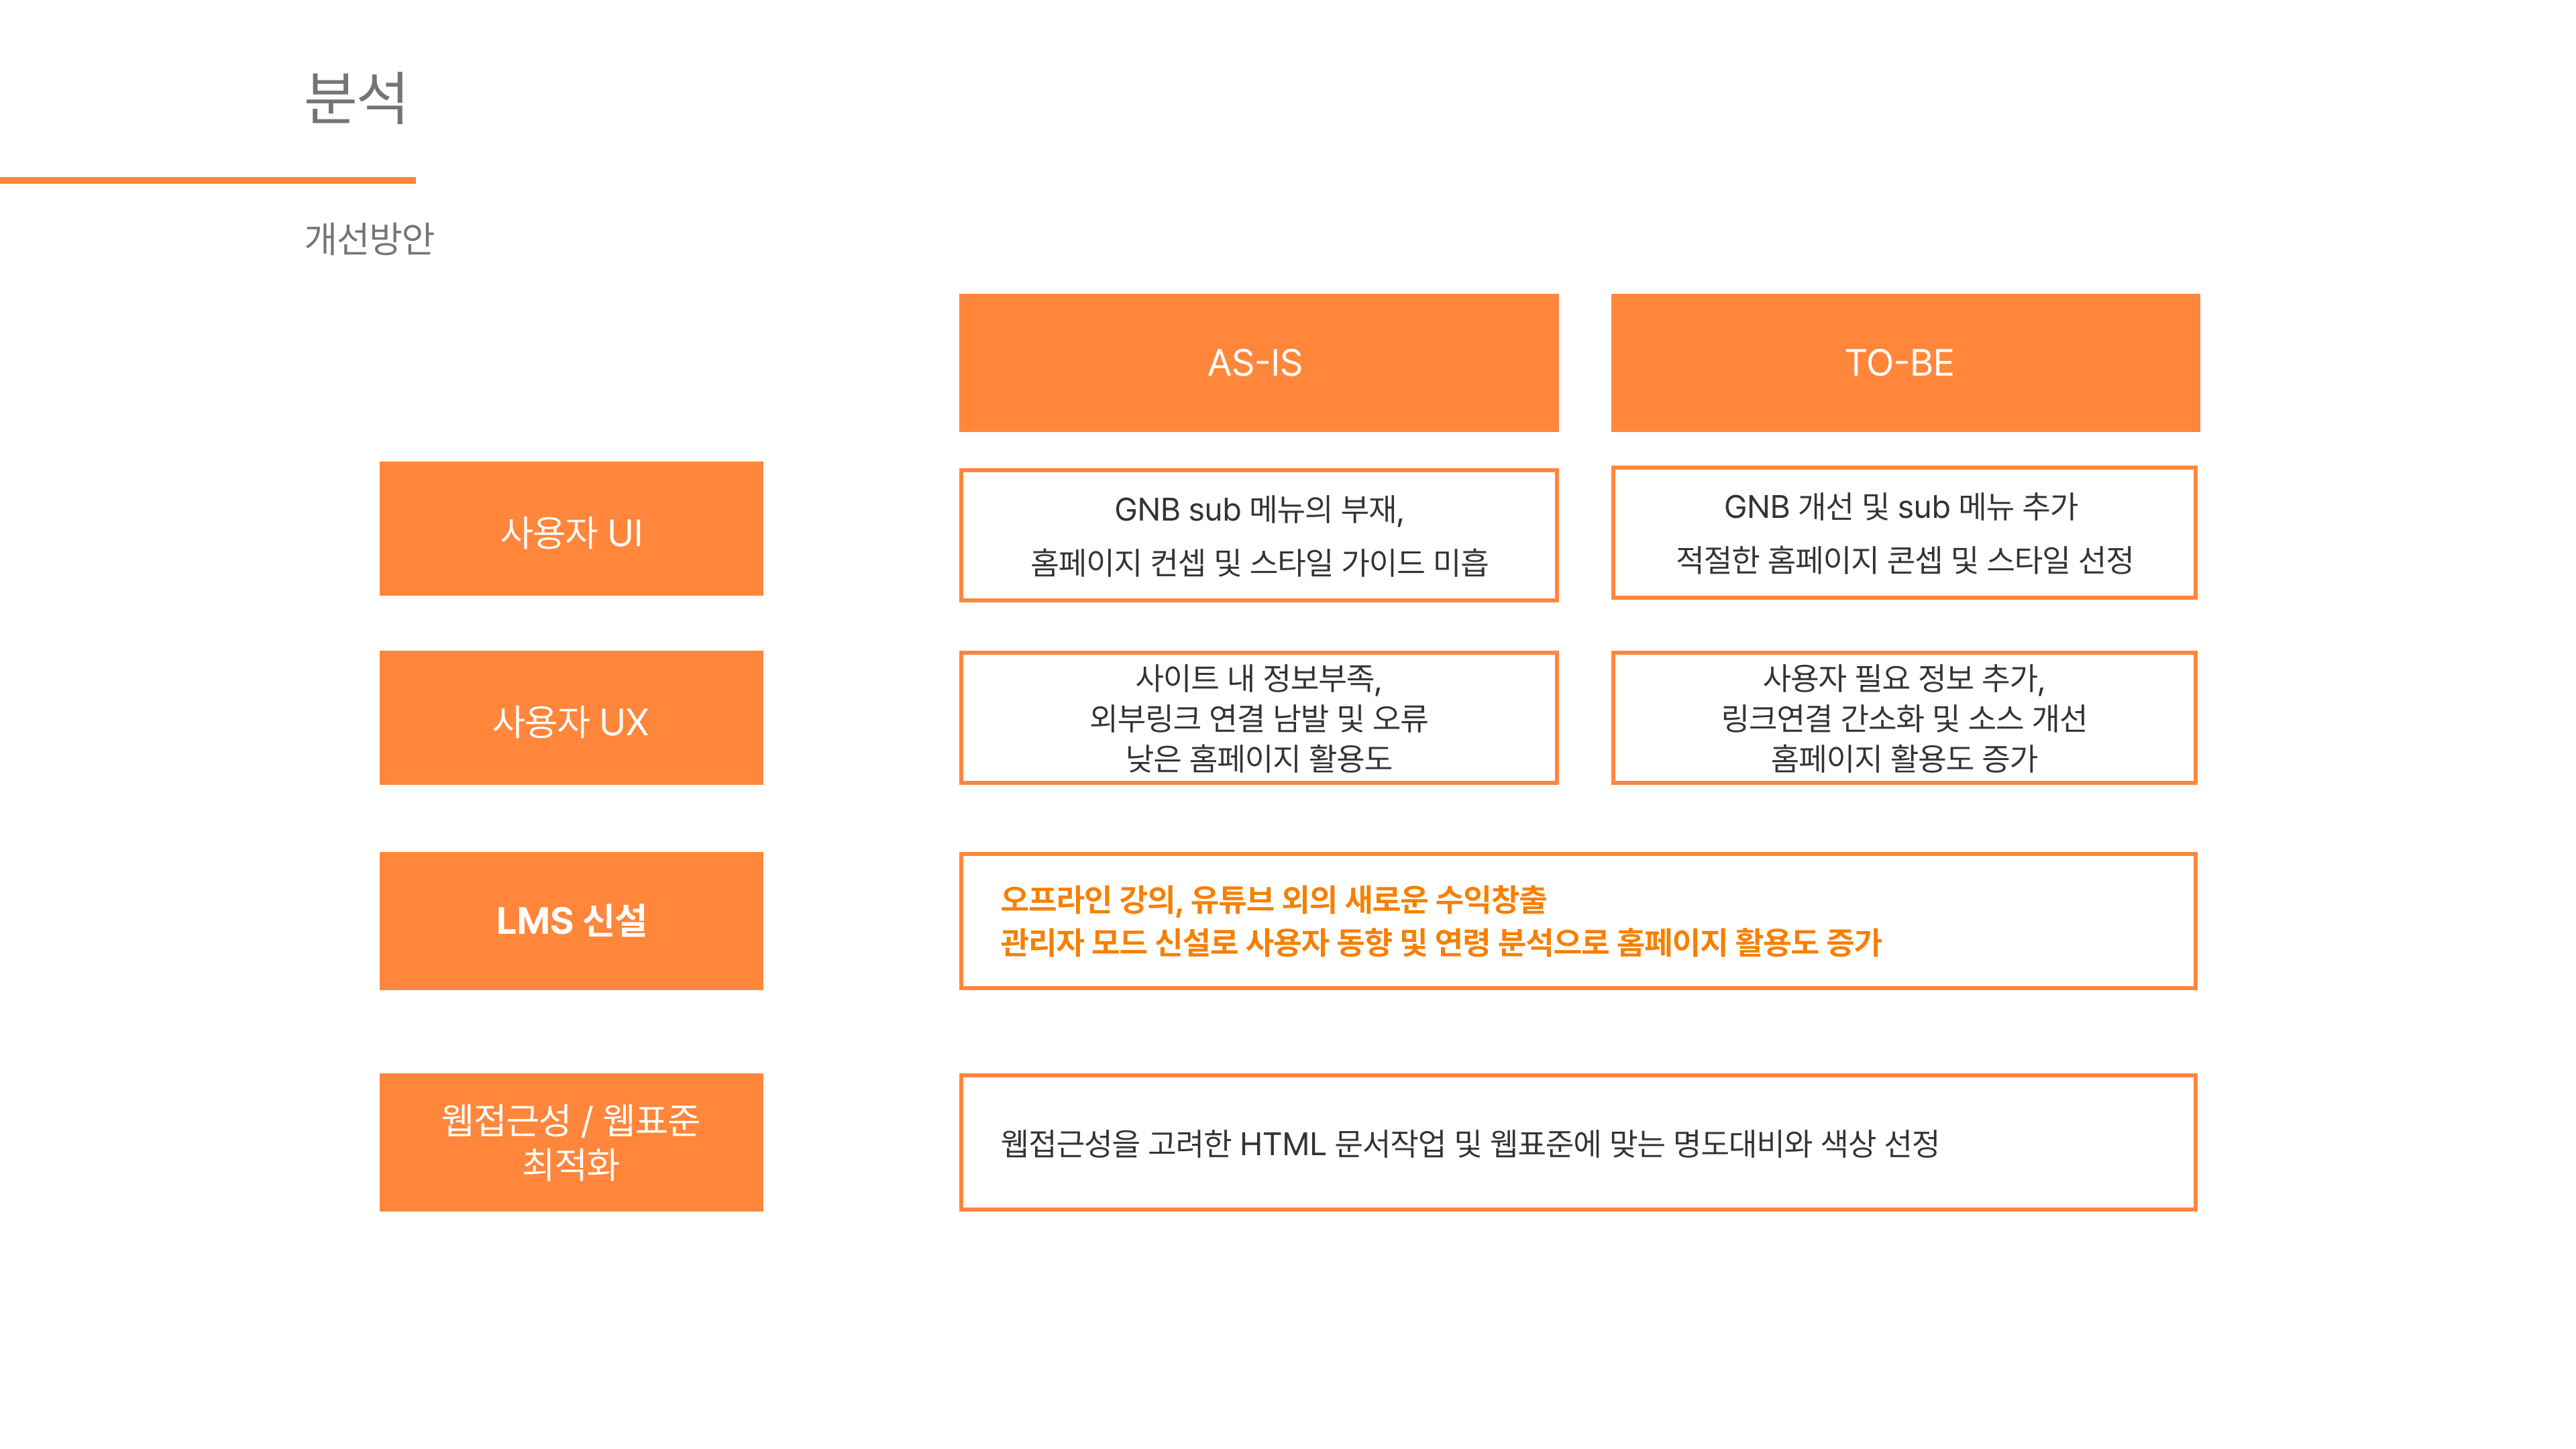 분석
개선방안
AS-IS
TO-BE
사용자 UI
GNB sub 메뉴의 부재,
홈페이지 컨셉 및 스타일 가이드 미흡
GNB 개선 및 sub 메뉴 추가
적절한 홈페이지 콘셉 및 스타일 선정
사용자 UX
사이트 내 정보부족,
외부링크 연결 남발 및 오류
낮은 홈페이지 활용도
사용자 필요 정보 추가,
링크연결 간소화 및 소스 개선
홈페이지 활용도 증가
LMS 신설
오프라인 강의, 유튜브 외의 새로운 수익창출
관리자 모드 신설로 사용자 동향 및 연령 분석으로 홈페이지 활용도 증가
웹접근성 / 웹표준
최적화
웹접근성을 고려한 HTML 문서작업 및 웹표준에 맞는 명도대비와 색상 선정